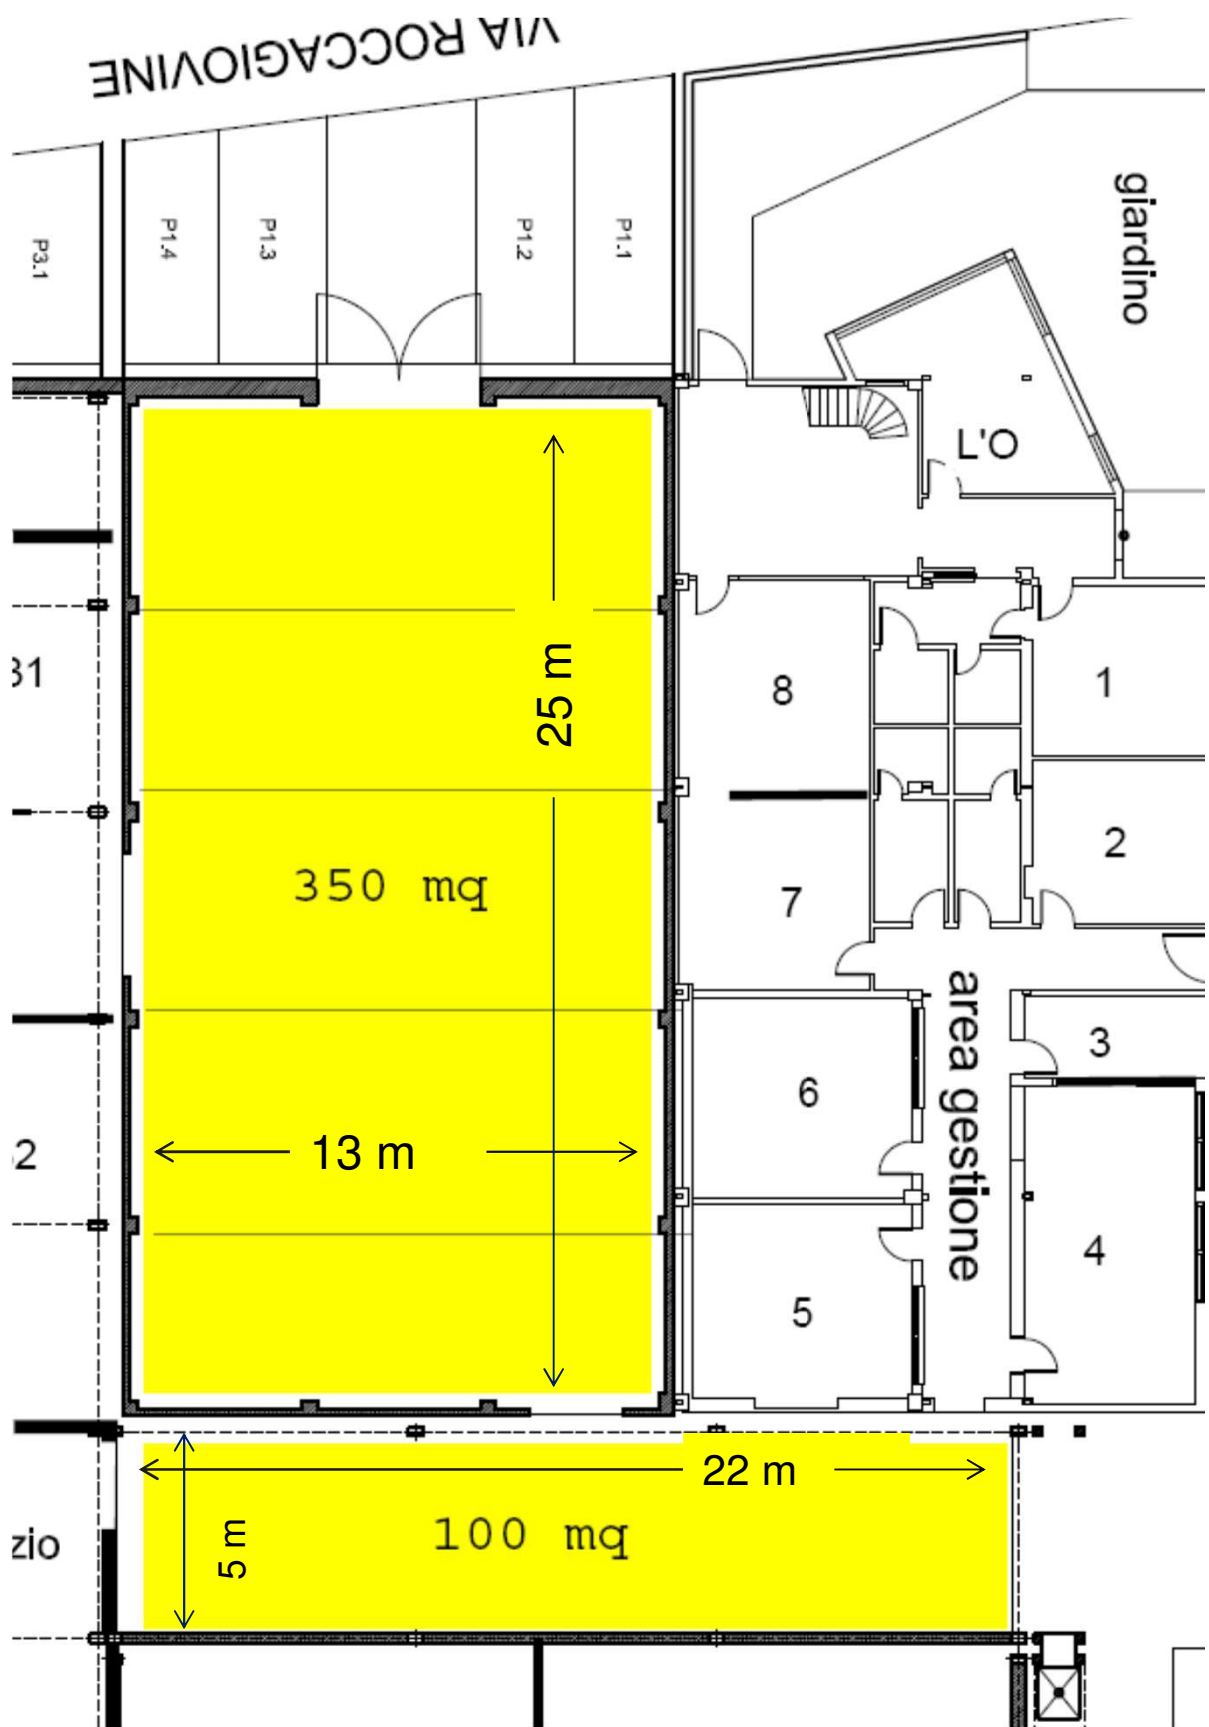 VIA ROCCAGIOVINE
giardino
P3.1
P1.4
P1.3
P1.2
P1.1
L'O
25 m
8
1
7
2
350 mq
area gestione
3
6
13 m
4
5
22 m
100 mq
5 m
zio